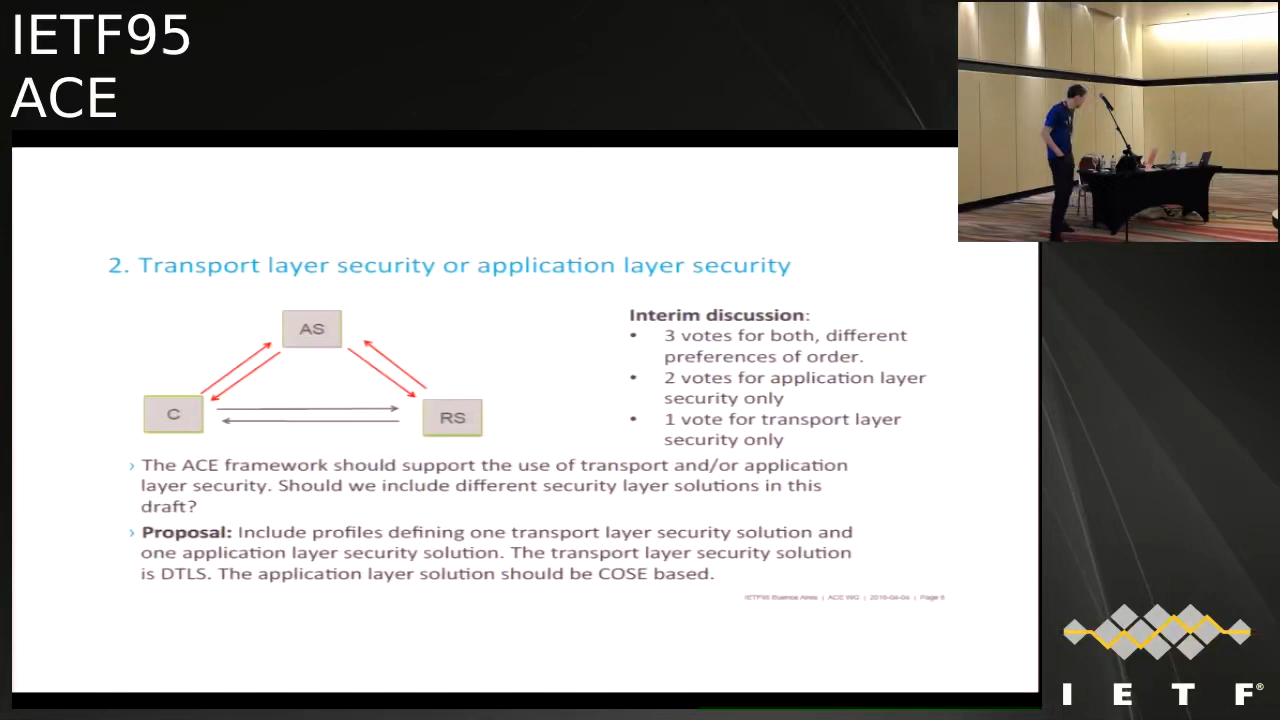 IETF95
ACE
2. Transport layer security or application layer security
AS
C
RS
Interim discussion:
• 3 votes for both, different
preferences of order.
• 2 votes for application layer
security only
• 1 vote for transport layer
security only
› The ACE framework should support the use of transport and/or application
layer security. Should we include different security layer solutions in this
draft?
› Proposal: Include profiles defining one transport layer security solution and
one application layer security solution. The transport layer security solution
is DTLS. The application layer solution should be COSE based.
IETF95 Buenos Aires | ACE WG | 2016-04-04 | Page 6
I E T F®